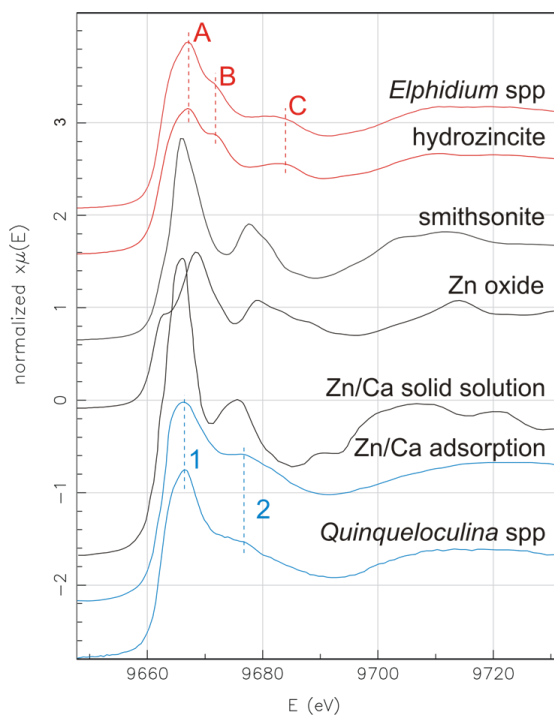 A
B
C
Elphidium spp
hydrozincite
smithsonite
Zn oxide
Zn/Ca solid solution
Zn/Ca adsorption
1
2
Quinqueloculina spp
3
2
1
0
−1
−2
normalized xμ(E)
9660 9680 9700 9720
E (eV)